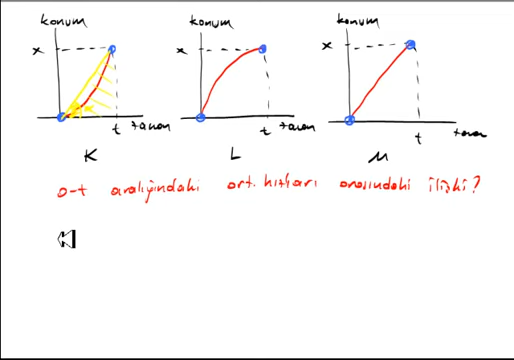 konum konum konum
x x x
t zaman t zaman t zaman
K L M
0-t aralığındaki ort. hızları arasındaki ilişki?